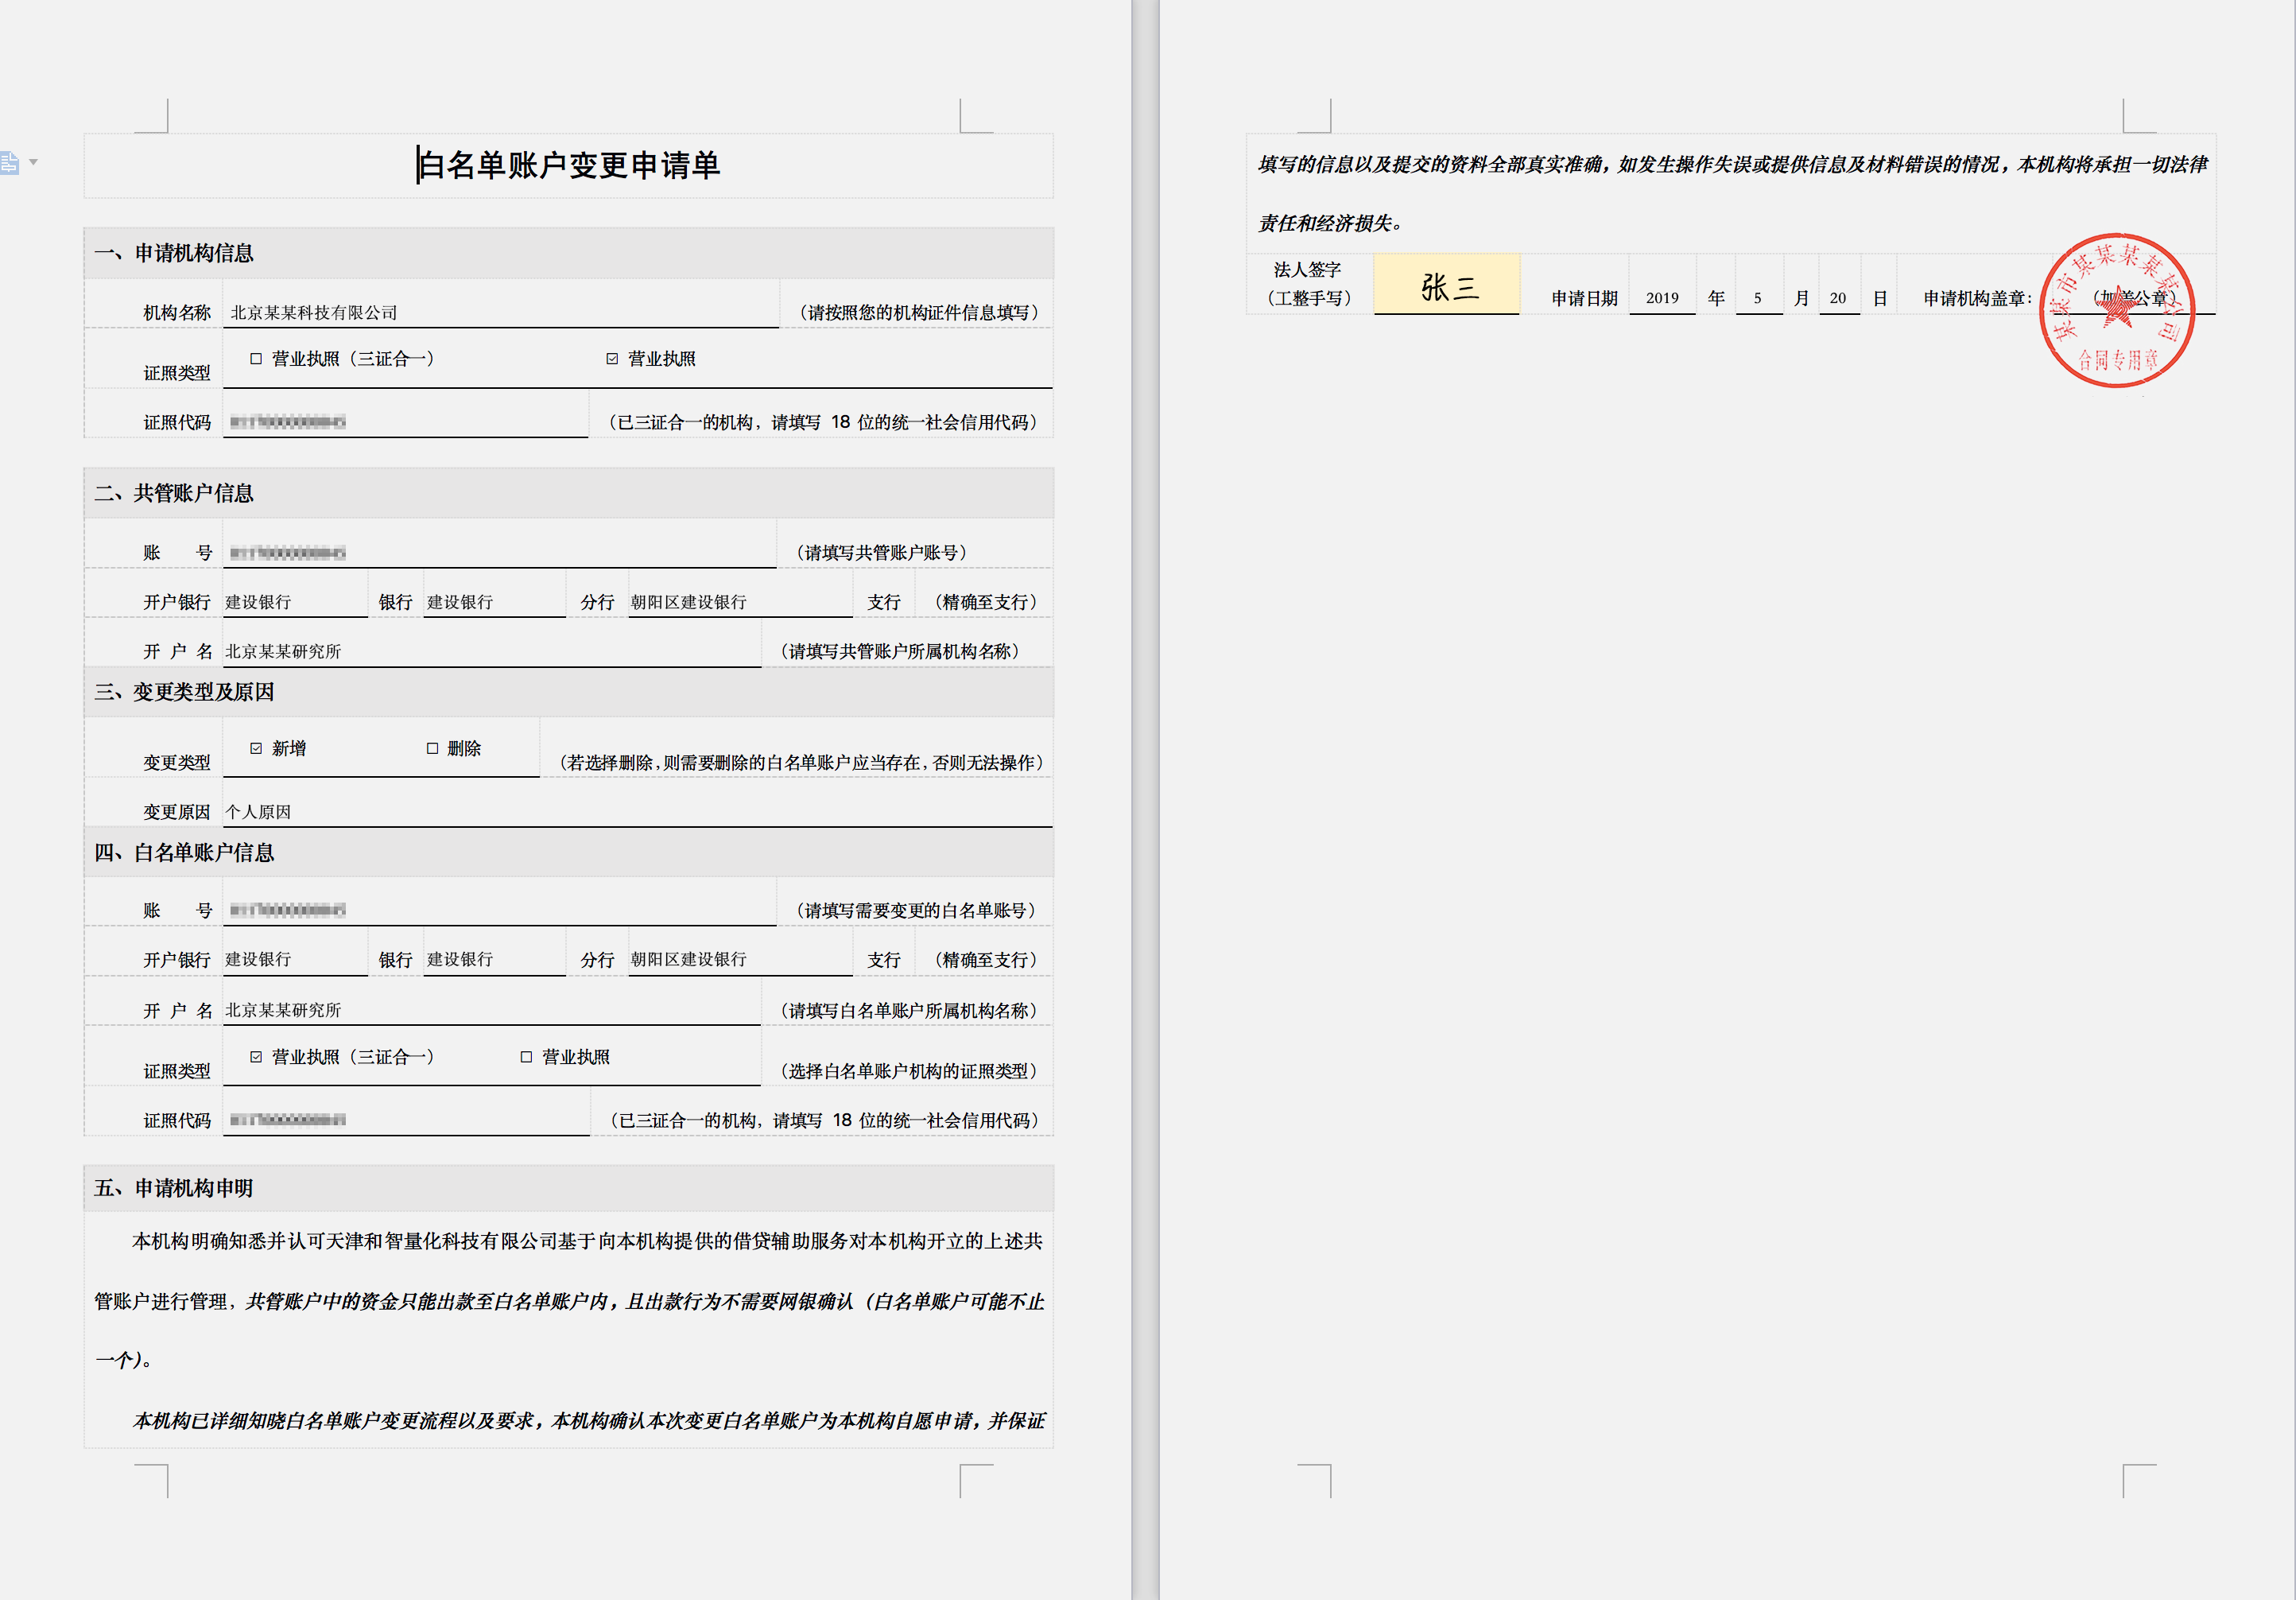 白名单账户变更申请单
一、申请机构信息
机构名称 北京某某科技有限公司 （请按照您的机构证件信息填写）
证照类型 ☐ 营业执照（三证合一） ☑ 营业执照
证照代码 （已三证合一的机构，请填写 18 位的统一社会信用代码）
二、共管账户信息
账 号 （请填写共管账户账号）
开户银行 建设银行 银行 建设银行 分行 朝阳区建设银行 支行 （精确至支行）
开 户 名 北京某某研究所 （请填写共管账户所属机构名称）
三、变更类型及原因
变更类型 ☑ 新增 ☐ 删除 （若选择删除，则需要删除的白名单账户应当存在，否则无法操作）
变更原因 个人原因
四、白名单账户信息
账 号 （请填写需要变更的白名单账号）
开户银行 建设银行 银行 建设银行 分行 朝阳区建设银行 支行 （精确至支行）
开 户 名 北京某某研究所 （请填写白名单账户所属机构名称）
证照类型 ☑ 营业执照（三证合一） ☐ 营业执照 （选择白名单账户机构的证照类型）
证照代码 （已三证合一的机构，请填写 18 位的统一社会信用代码）
五、申请机构申明
本机构明确知悉并认可天津和智量化科技有限公司基于向本机构提供的借贷辅助服务对本机构开立的上述共
管账户进行管理，共管账户中的资金只能出款至白名单账户内，且出款行为不需要网银确认（白名单账户可能不止
一个）。
本机构已详细知晓白名单账户变更流程以及要求，本机构确认本次变更白名单账户为本机构自愿申请，并保证
填写的信息以及提交的资料全部真实准确，如发生操作失误或提供信息及材料错误的情况，本机构将承担一切法律
责任和经济损失。
法人签字
（工整手写） 张三 申请日期 2019 年 5 月 20 日 申请机构盖章： （加盖公章）
某某市某某某某某公司
合同专用章